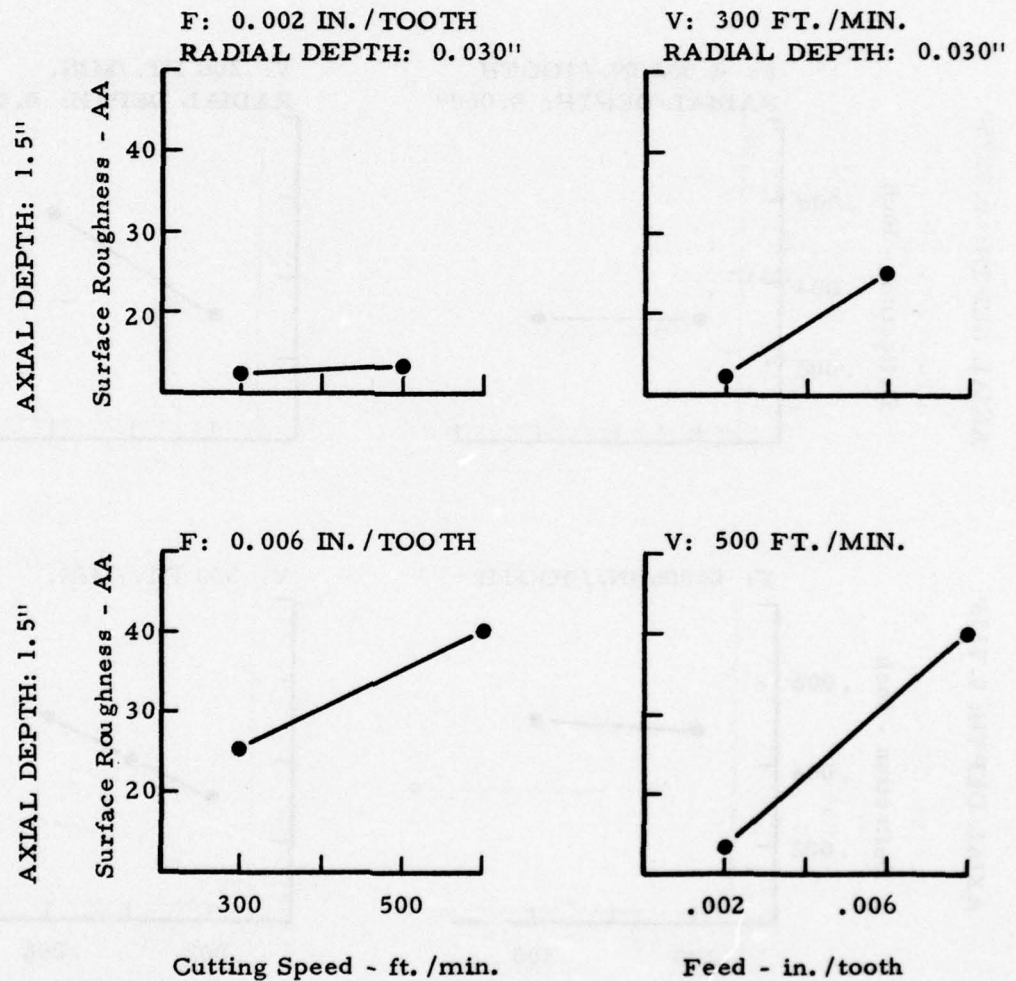 F: 0.002 IN./TOOTH
RADIAL DEPTH: 0.030"
V: 300 FT./MIN.
RADIAL DEPTH: 0.030"
AXIAL DEPTH: 1.5"
Surface Roughness - AA
40
30
20
F: 0.006 IN./TOOTH
V: 500 FT./MIN.
AXIAL DEPTH: 1.5"
Surface Roughness - AA
40
30
20
300 500
.002 .006
Cutting Speed - ft./min.
Feed - in./tooth